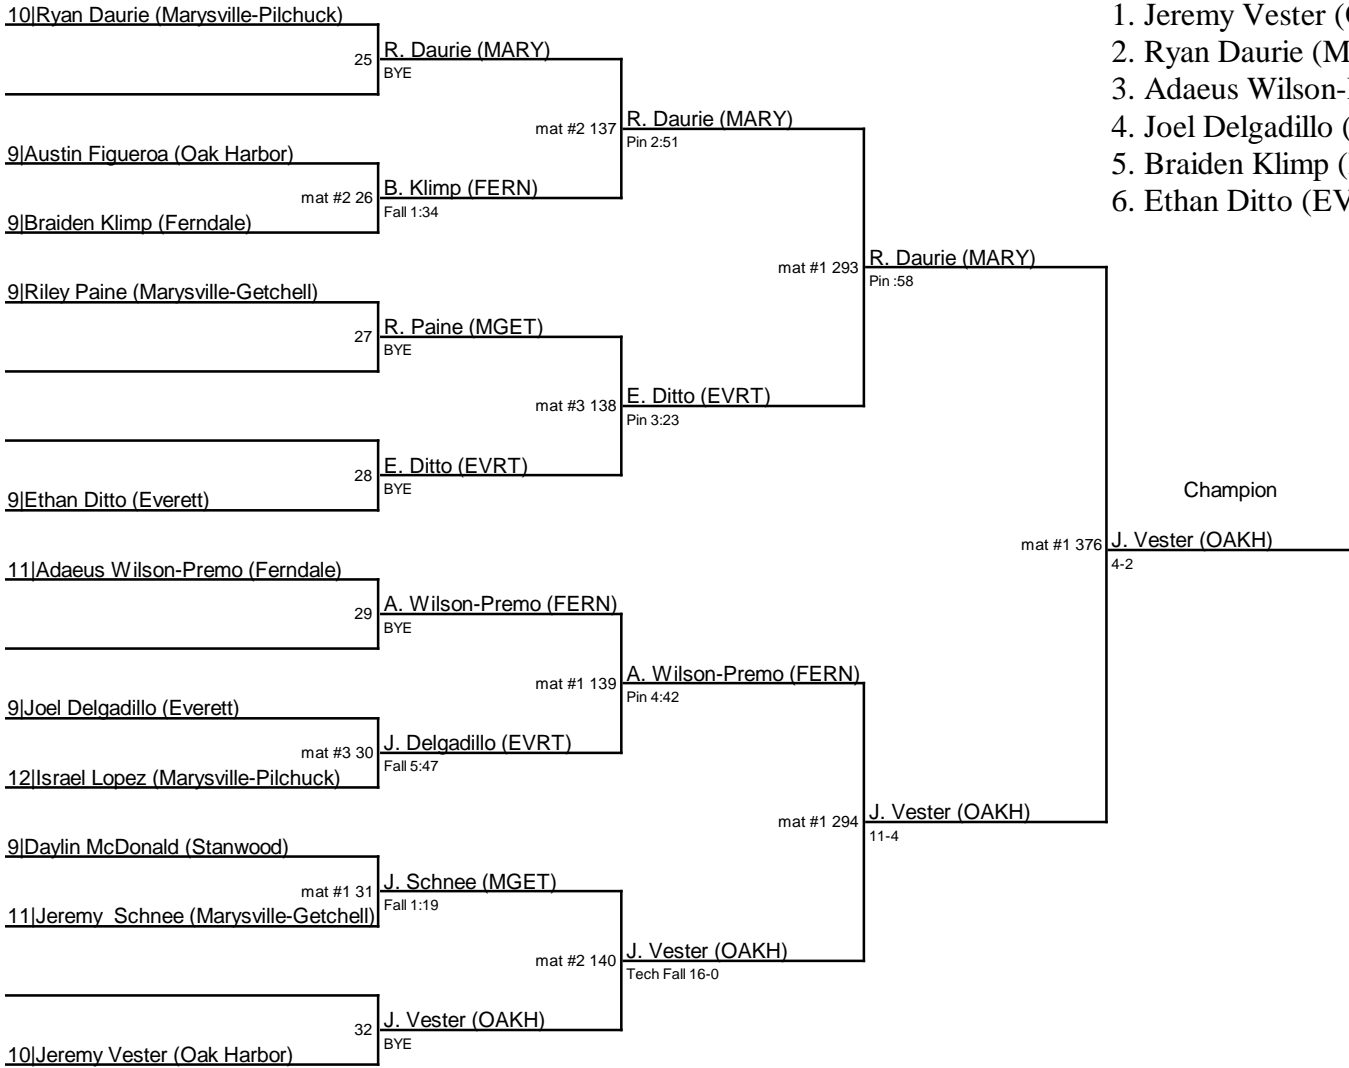 10|Ryan Daurie (Marysville-Pilchuck)
25
R. Daurie (MARY)
BYE
mat #2 137
R. Daurie (MARY)
Pin 2:51
9|Austin Figueroa (Oak Harbor)
mat #2 26
B. Klimp (FERN)
Fall 1:34
9|Braiden Klimp (Ferndale)
mat #1 293
R. Daurie (MARY)
Pin :58
9|Riley Paine (Marysville-Getchell)
27
R. Paine (MGET)
BYE
mat #3 138
E. Ditto (EVRT)
Pin 3:23
28
E. Ditto (EVRT)
BYE
9|Ethan Ditto (Everett)
Champion
mat #1 376
J. Vester (OAKH)
4-2
11|Adaeus Wilson-Premo (Ferndale)
29
A. Wilson-Premo (FERN)
BYE
mat #1 139
A. Wilson-Premo (FERN)
Pin 4:42
9|Joel Delgadillo (Everett)
mat #3 30
J. Delgadillo (EVRT)
Fall 5:47
12|Israel Lopez (Marysville-Pilchuck)
mat #1 294
J. Vester (OAKH)
11-4
9|Daylin McDonald (Stanwood)
mat #1 31
J. Schnee (MGET)
Fall 1:19
11|Jeremy  Schnee (Marysville-Getchell)
mat #2 140
J. Vester (OAKH)
Tech Fall 16-0
32
J. Vester (OAKH)
BYE
10|Jeremy Vester (Oak Harbor)
1. Jeremy Vester (
2. Ryan Daurie (M
3. Adaeus Wilson-
4. Joel Delgadillo (
5. Braiden Klimp (
6. Ethan Ditto (EV